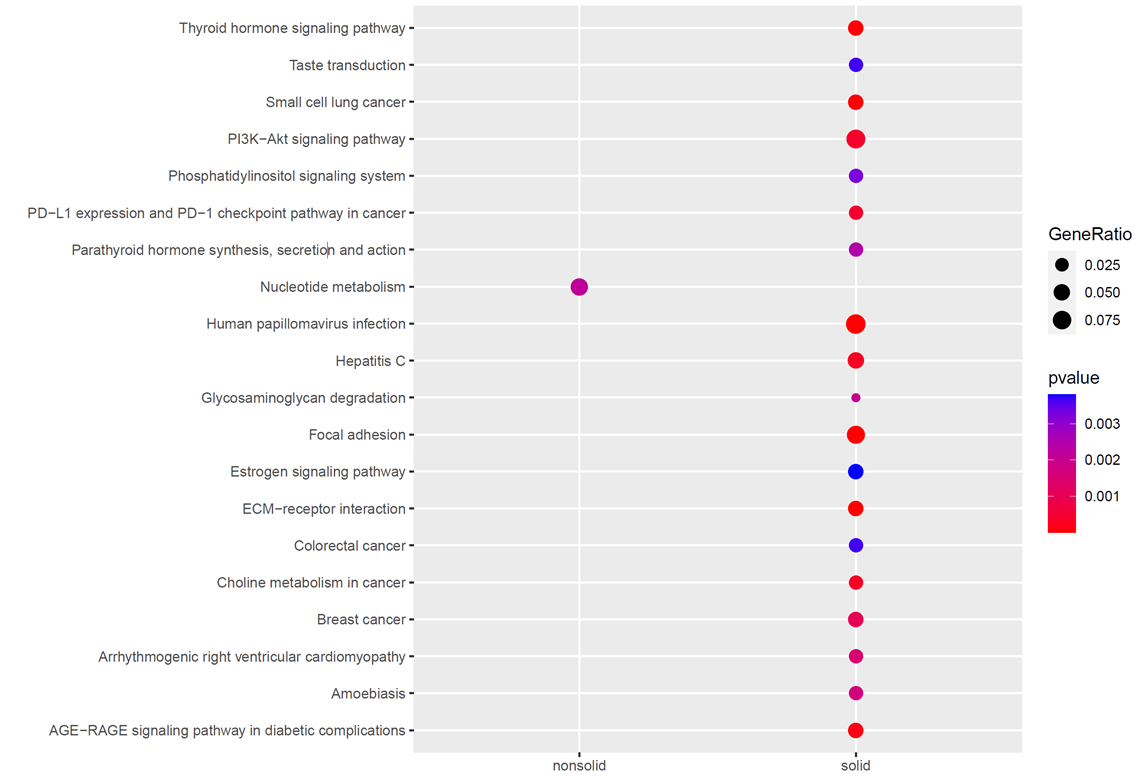 Thyroid hormone signaling pathway
Taste transduction
Small cell lung cancer
PI3K−Akt signaling pathway
Phosphatidylinositol signaling system
PD−L1 expression and PD−1 checkpoint pathway in cancer
Parathyroid hormone synthesis, secretion and action
Nucleotide metabolism
Human papillomavirus infection
Hepatitis C
Glycosaminoglycan degradation
Focal adhesion
Estrogen signaling pathway
ECM−receptor interaction
Colorectal cancer
Choline metabolism in cancer
Breast cancer
Arrhythmogenic right ventricular cardiomyopathy
Amoebiasis
AGE−RAGE signaling pathway in diabetic complications
nonsolid
solid
GeneRatio
0.025
0.050
0.075
pvalue
0.003
0.002
0.001